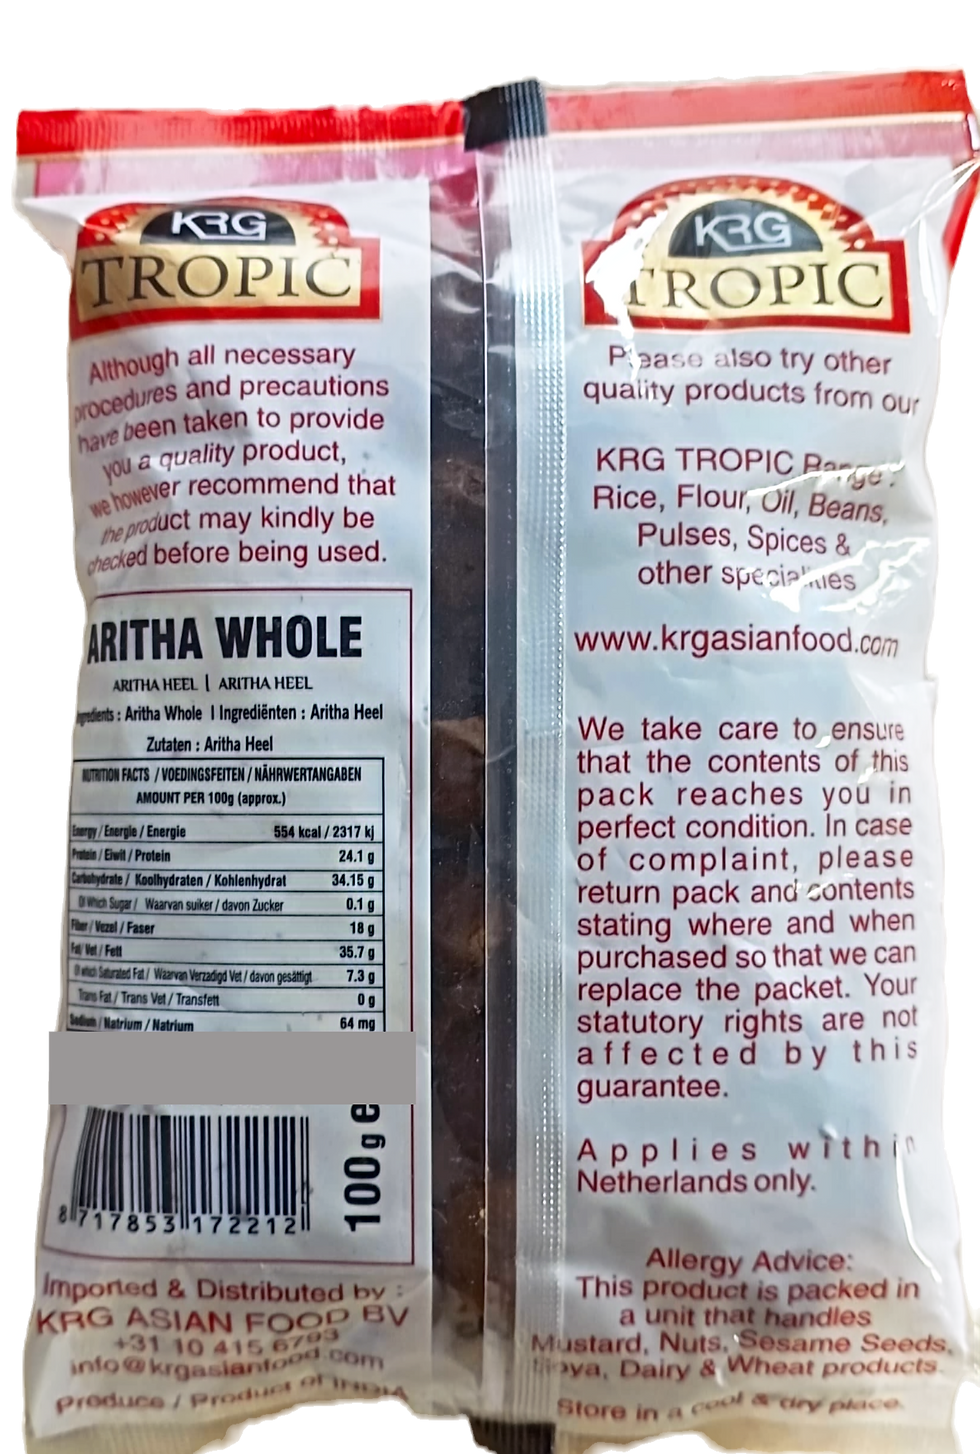 KRG
TROPIC
Although all necessary
procedures and precautions
have been taken to provide
you a quality product,
we however recommend that
the product may kindly be
checked before being used.
ARITHA WHOLE
ARITHA HEEL | ARITHA HEEL
Ingredients : Aritha Whole I Ingrediënten : Aritha Heel
Zutaten : Aritha Heel
NUTRITION FACTS / VOEDINGSFEITEN / NÄHRWERTANGABEN
AMOUNT PER 100g (approx.)
Energy / Energie / Energie 554 kcal / 2317 kj
Protein / Eiwit / Protein 24.1 g
Carbohydrate / Koolhydraten / Kohlenhydrat 34.15 g
Of Which Sugar / Waarvan suiker / davon Zucker 0.1 g
Fiber / Vezel / Faser 18 g
Fat/ Vet / Fett 35.7 g
Of which Saturated Fat / Waarvan Verzadigd Vet / davon gesättigt 7.3 g
Trans Fat / Trans Vet / Transfett 0 g
Sodium / Natrium / Natrium 64 mg
100g e
8 717853 172212
Imported & Distributed by :
KRG ASIAN FOOD BV
+31 10 415 6793
info@krgasianfood.com
Produce / Product of INDIA
KRG
TROPIC
Please also try other
quality products from our
KRG TROPIC Range :
Rice, Flour, Oil, Beans,
Pulses, Spices &
other specialities
www.krgasianfood.com
We take care to ensure
that the contents of this
pack reaches you in
perfect condition. In case
of complaint, please
return pack and contents
stating where and when
purchased so that we can
replace the packet. Your
statutory rights are not
affected by this
guarantee.
Applies within
Netherlands only.
Allergy Advice:
This product is packed in
a unit that handles
Mustard, Nuts, Sesame Seeds,
Soya, Dairy & Wheat products.
Store in a cool & dry place.